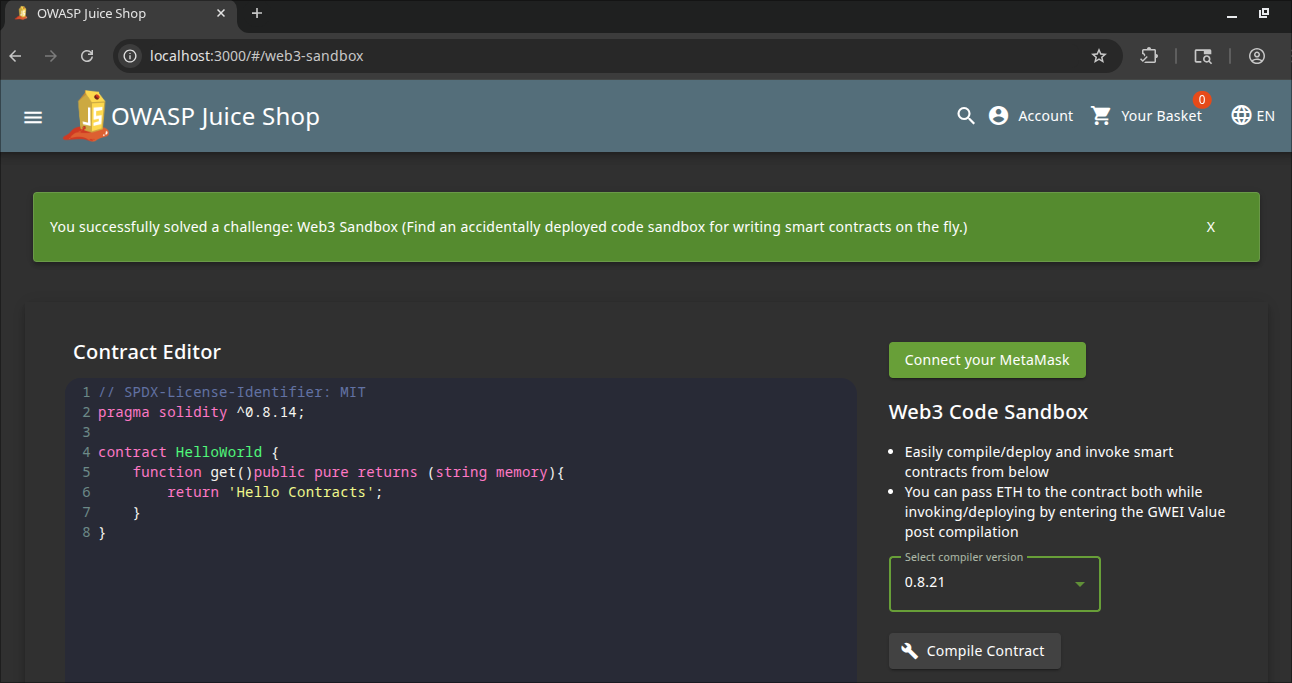 OWASP Juice Shop
localhost:3000/#/web3-sandbox
JS
OWASP Juice Shop
Account
Your Basket
0
EN
You successfully solved a challenge: Web3 Sandbox (Find an accidentally deployed code sandbox for writing smart contracts on the fly.)
X
Contract Editor
1 // SPDX-License-Identifier: MIT
2 pragma solidity ^0.8.14;
3
4 contract HelloWorld {
5     function get()public pure returns (string memory){
6         return 'Hello Contracts';
7     }
8 }
Connect your MetaMask
Web3 Code Sandbox
Easily compile/deploy and invoke smart
contracts from below
You can pass ETH to the contract both while
invoking/deploying by entering the GWEI Value
post compilation
Select compiler version
0.8.21
Compile Contract